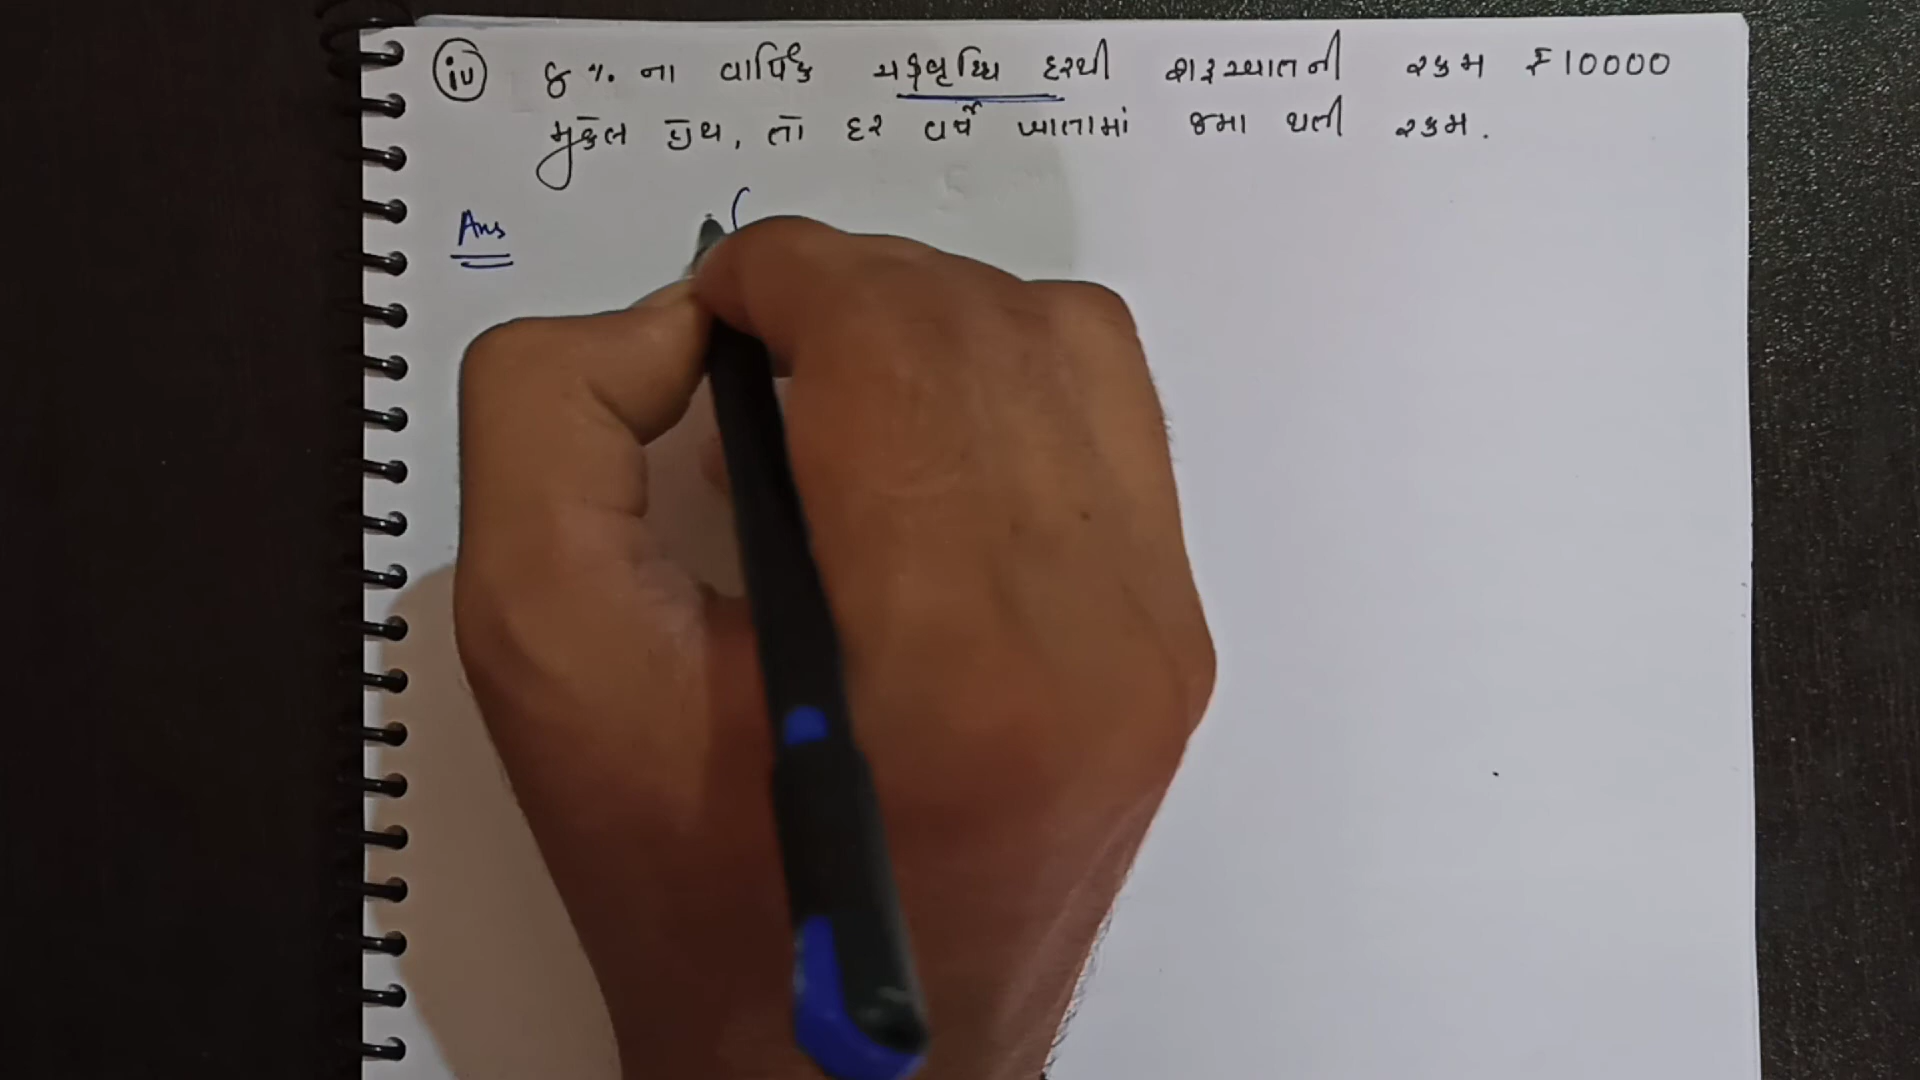 (iv) 8 % ના વાર્ષિક ચક્રવૃધ્ધિ દરથી શરૂઆતની રકમ ₹ 10000
મુકેલ હોય, તો દર વર્ષે ખાતામાં જમા થતી રકમ.
Ans (